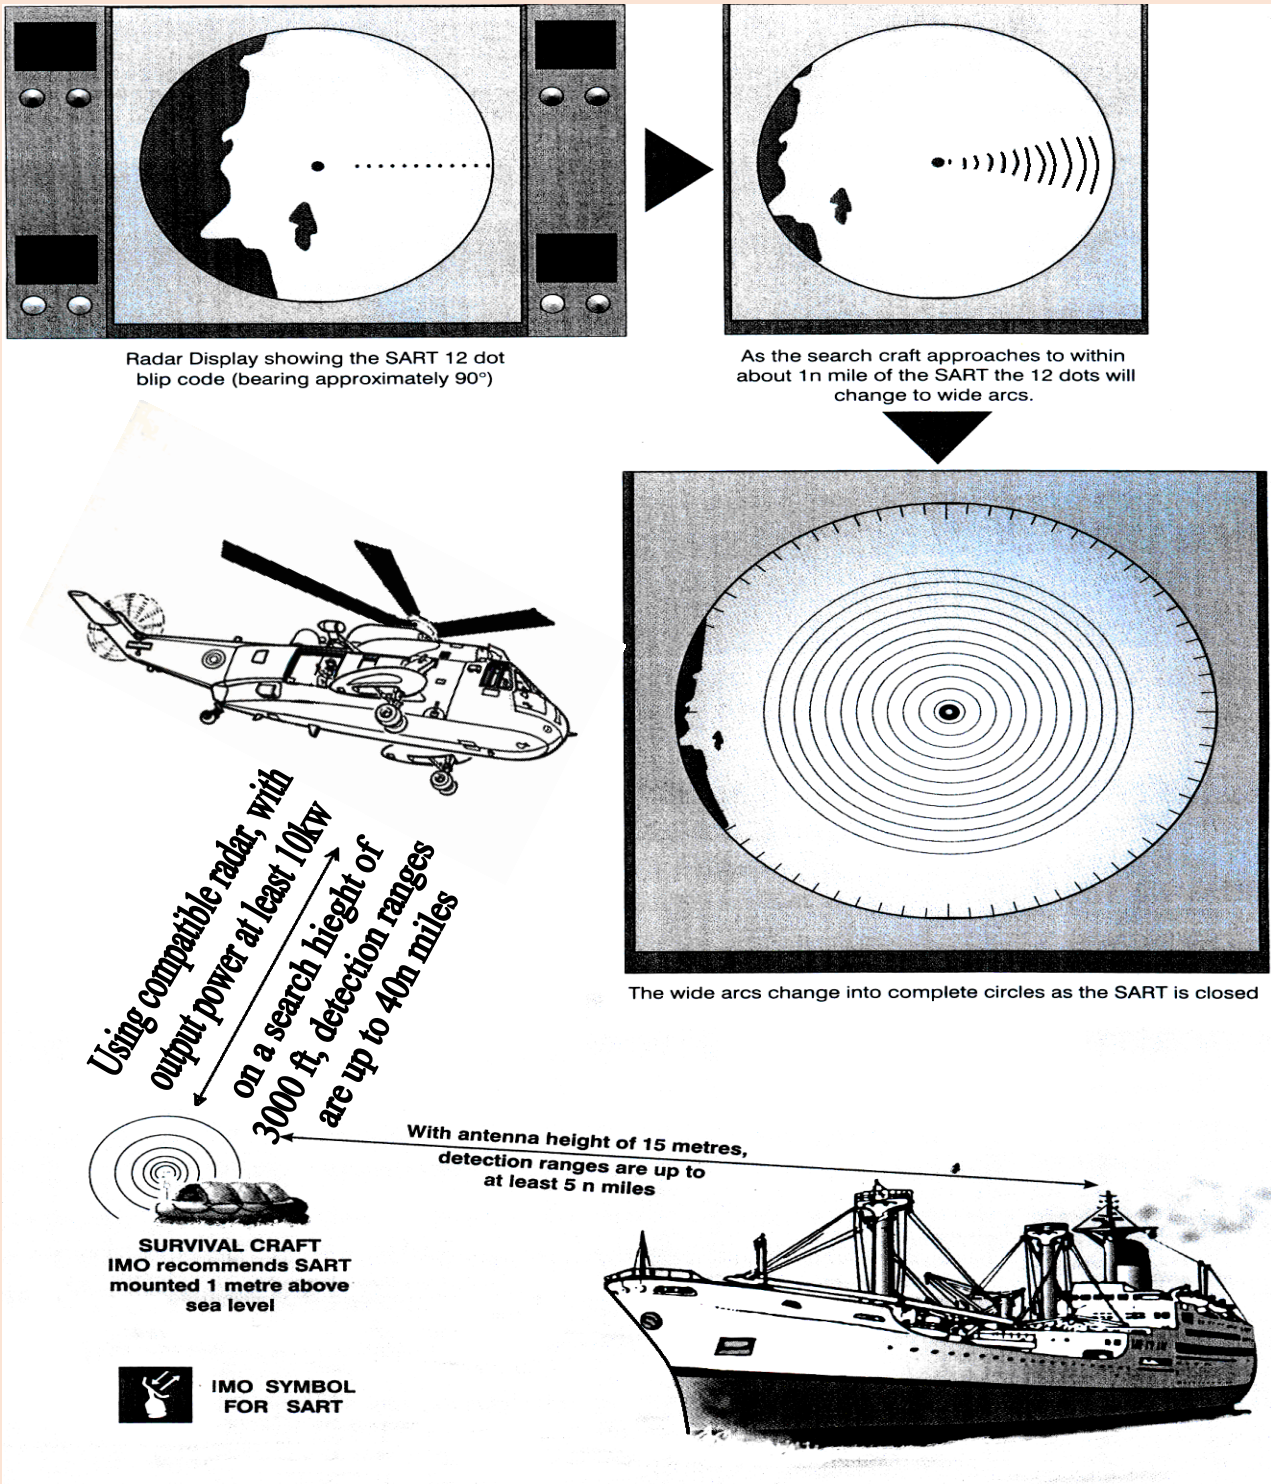 Radar Display showing the SART 12 dot
blip code (bearing approximately 90°)
As the search craft approaches to within
about 1n mile of the SART the 12 dots will
change to wide arcs.
The wide arcs change into complete circles as the SART is closed
Using compatible radar, with
output power at least 10kw
on a search hieght of
3000 ft, detection ranges
are up to 40n miles
With antenna height of 15 metres,
detection ranges are up to
at least 5 n miles
SURVIVAL CRAFT
IMO recommends SART
mounted 1 metre above
sea level
IMO SYMBOL
FOR SART